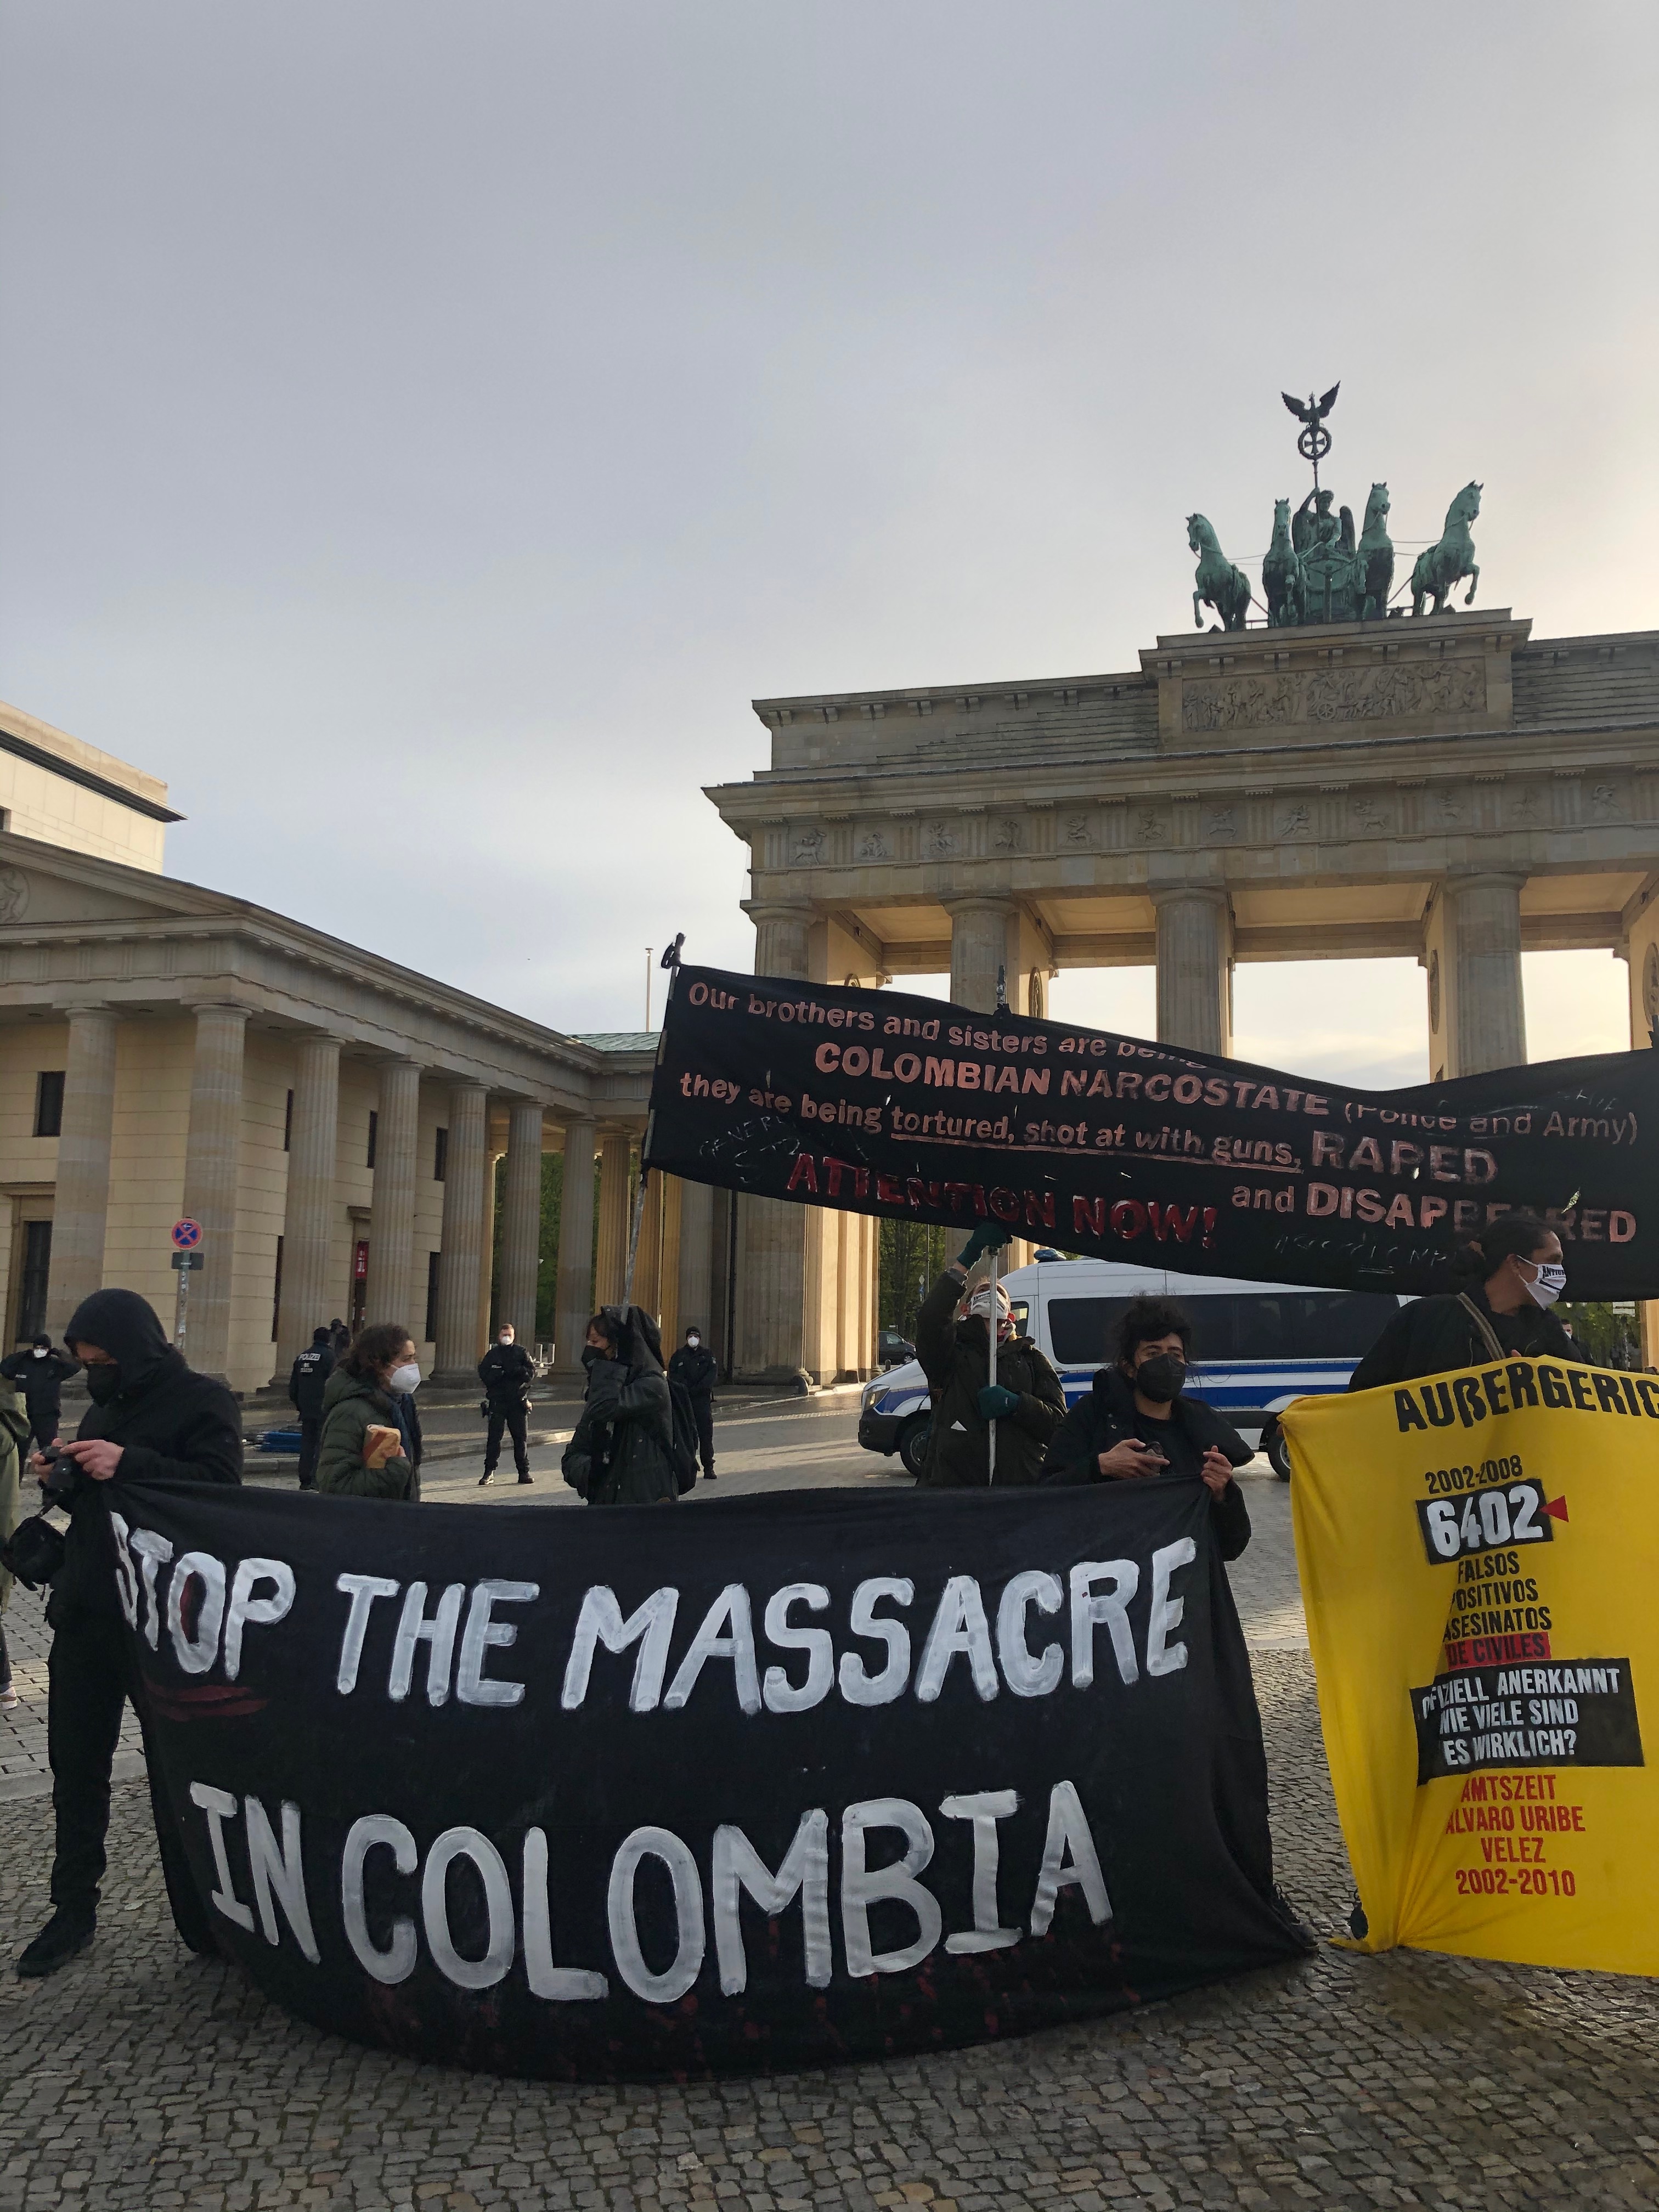 Our brothers and sisters are being
COLOMBIAN NARCOSTATE (Police and Army)
they are being tortured, shot at with guns, RAPED
and DISAPPEARED
ATTENTION NOW!
POLIZEI
STOP THE MASSACRE
IN COLOMBIA
AUßERGERIC
2002-2008
6402
FALSOS
POSITIVOS
ASESINATOS
DE CIVILES
OFFIZIELL ANERKANNT
WIE VIELE SIND
ES WIRKLICH?
AMTSZEIT
ALVARO URIBE
VELEZ
2002-2010